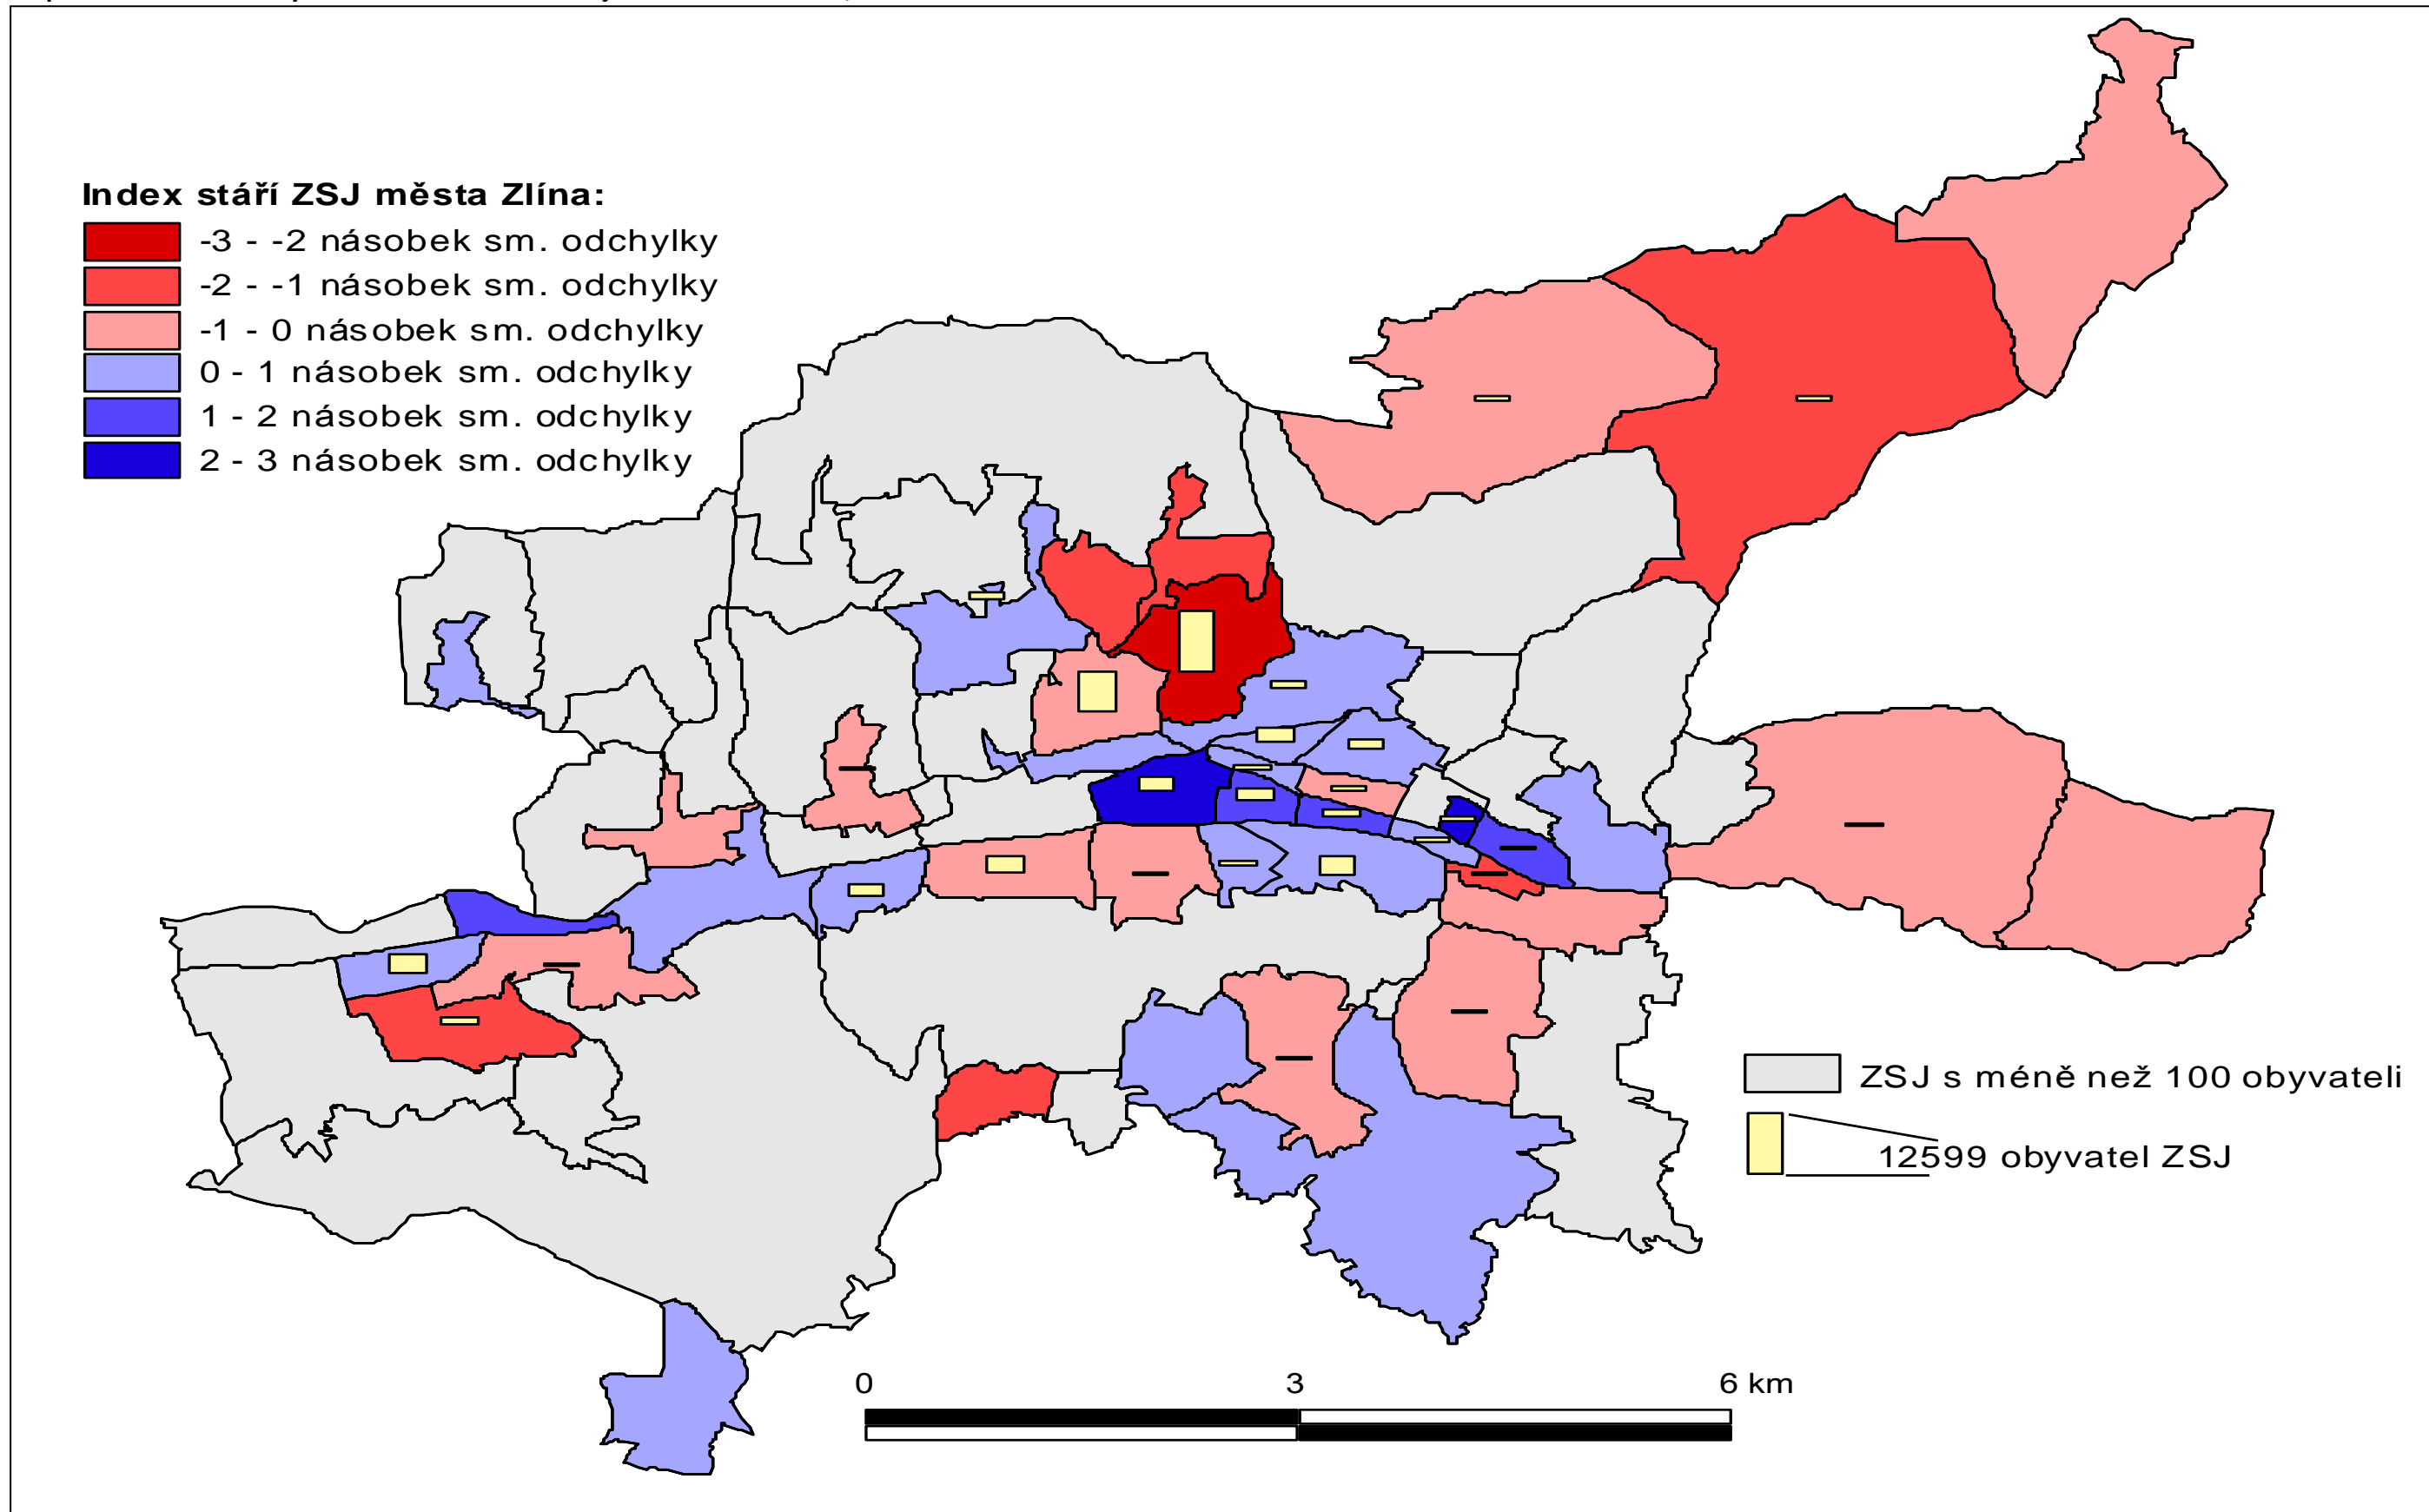 Index stáří ZSJ města Zlína:
-3 - -2 násobek sm. odchylky
-2 - -1 násobek sm. odchylky
-1 - 0 násobek sm. odchylky
0 - 1 násobek sm. odchylky
1 - 2 násobek sm. odchylky
2 - 3 násobek sm. odchylky
ZSJ s méně než 100 obyvateli
12599 obyvatel ZSJ
0 3 6 km